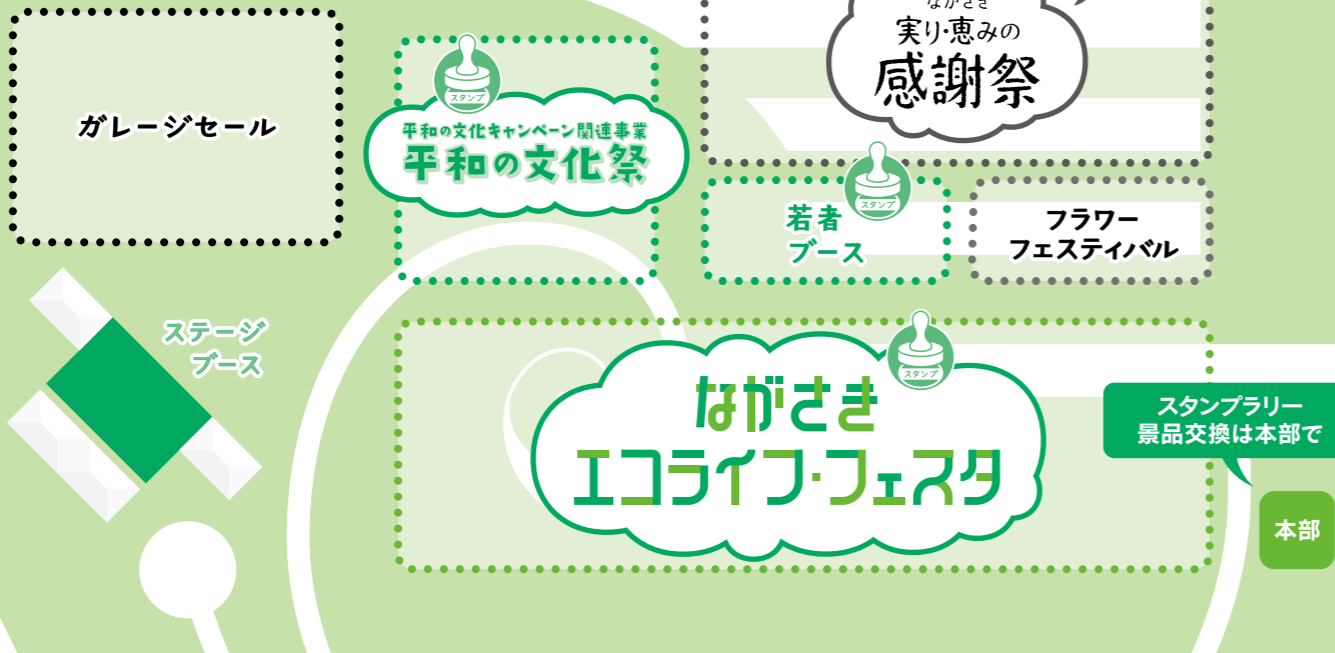 ながさき
実り・恵みの
感謝祭
ガレージセール
スタンプ
平和の文化キャンペーン関連事業
平和の文化祭
スタンプ
若者
ブース
フラワー
フェスティバル
ステージ
ブース
スタンプ
ながさき
エコライフ・フェスタ
スタンプラリー
景品交換は本部で
本部